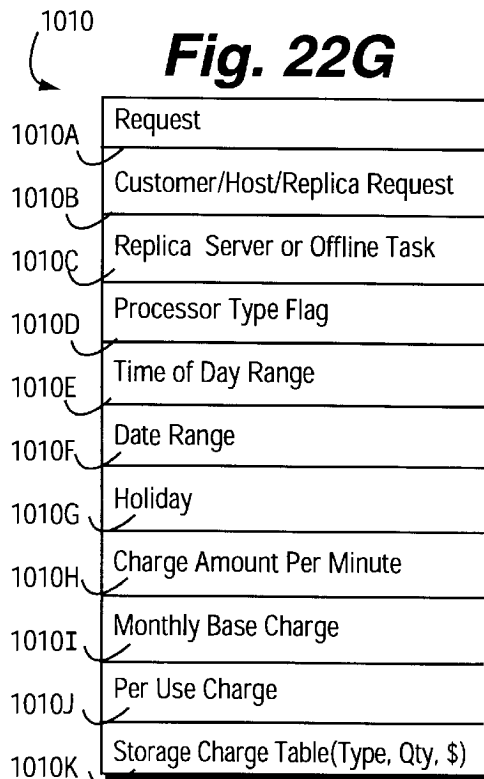 1010
Fig. 22G
1010A Request
1010B Customer/Host/Replica Request
1010C Replica Server or Offline Task
1010D Processor Type Flag
1010E Time of Day Range
1010F Date Range
1010G Holiday
1010H Charge Amount Per Minute
1010I Monthly Base Charge
1010J Per Use Charge
1010K Storage Charge Table(Type, Qty, $)